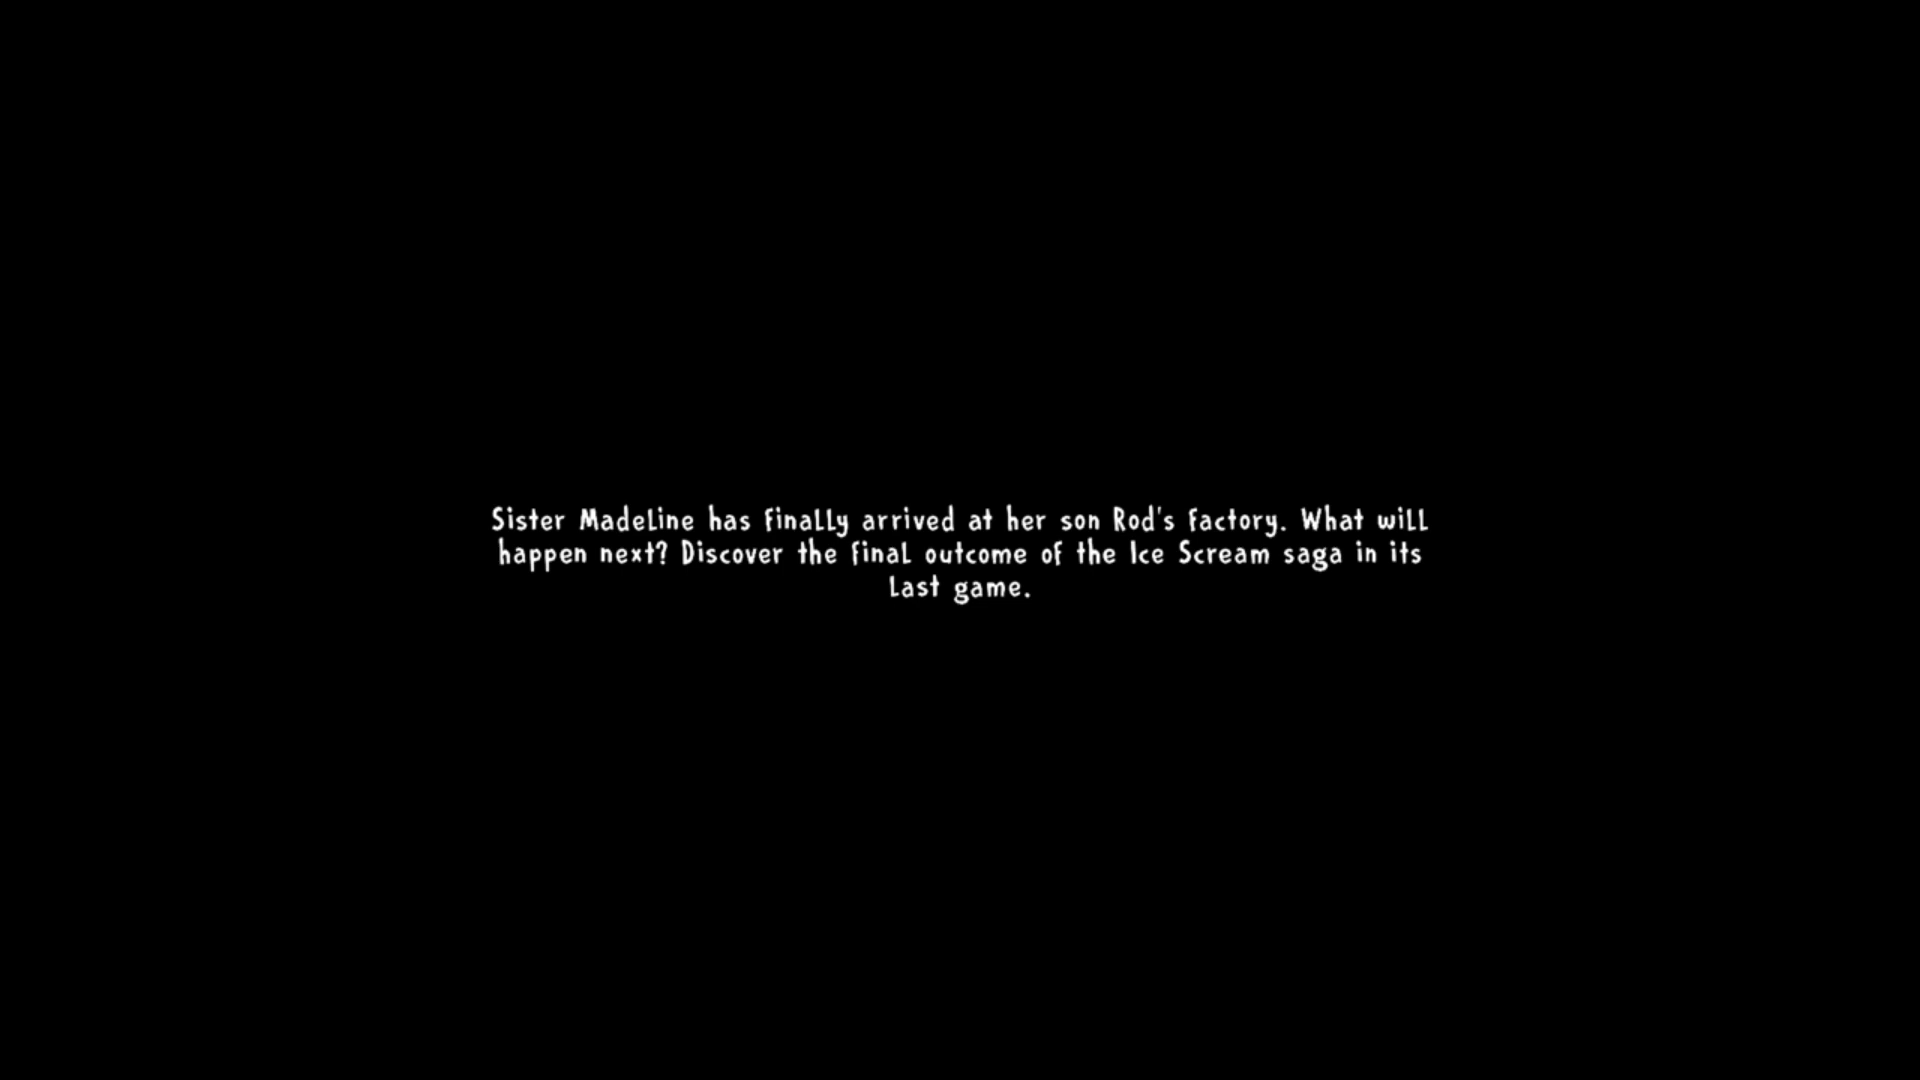 Sister Madeline has finally arrived at her son Rod's factory. What will
happen next? Discover the final outcome of the Ice Scream saga in its
last game.